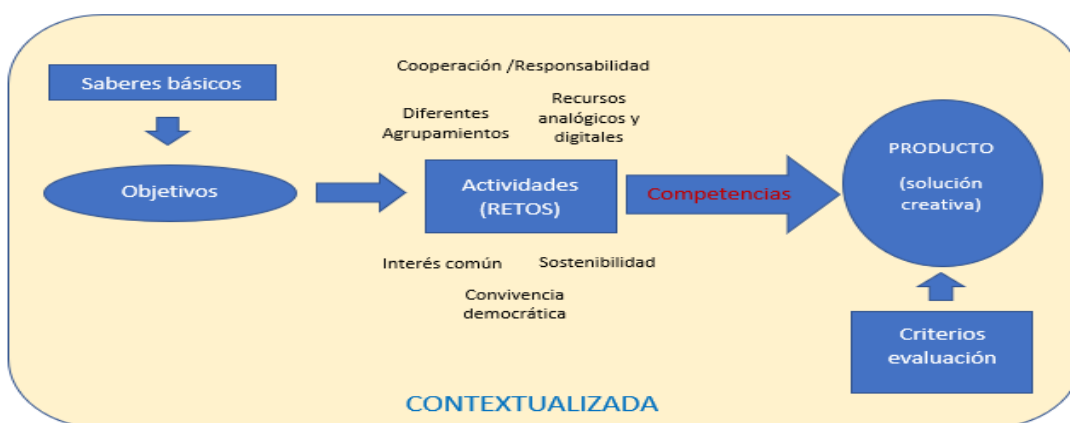 Cooperación /Responsabilidad
Saberes básicos
Diferentes
Agrupamientos
Recursos
analógicos y
digitales
Objetivos
Actividades
(RETOS)
Competencias
PRODUCTO
(solución
creativa)
Interés común
Sostenibilidad
Convivencia
democrática
Criterios
evaluación
CONTEXTUALIZADA